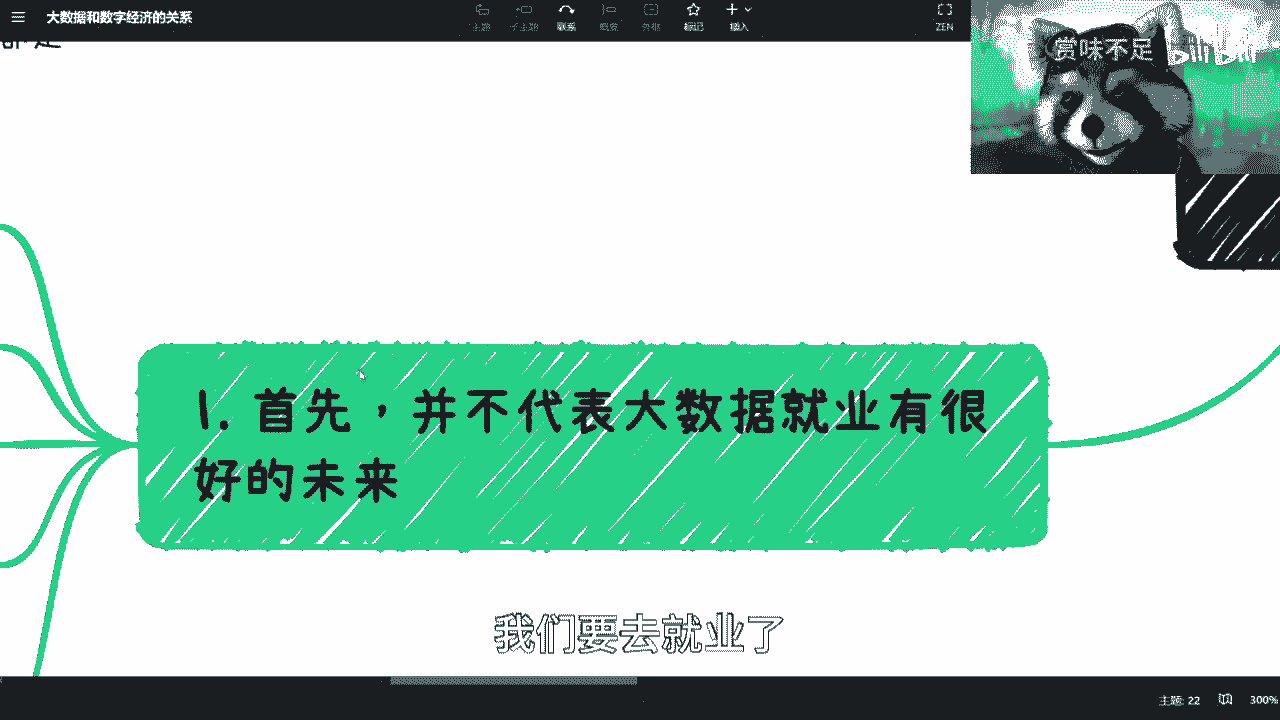 大数据和数字经济的关系
主题
子主题
联系
概要
外框
标记
插入
ZEN
赏味不足
bilibili
1. 首先，并不代表大数据就业有很
好的未来
我们要去就业了
主题: 22
300%